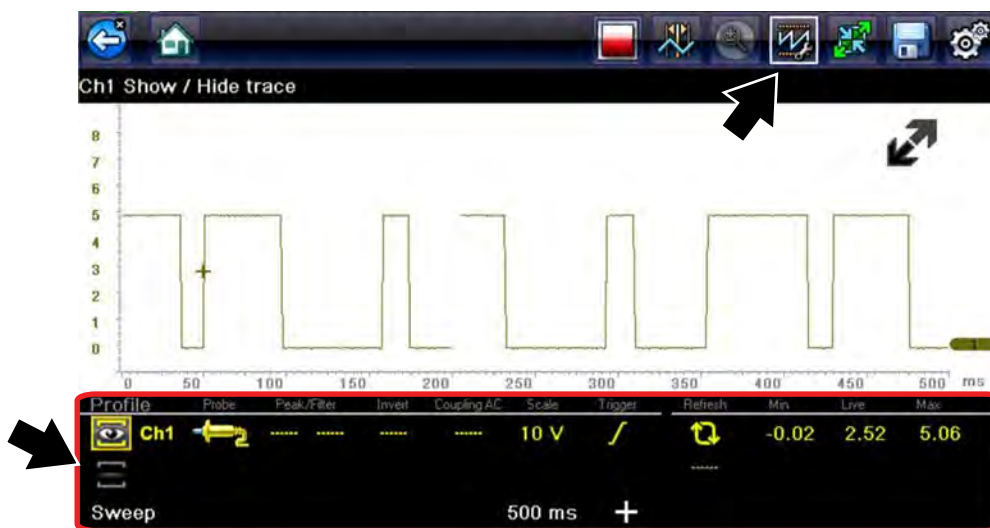 Ch1 Show / Hide trace
8
7
6
5
4
3
2
1
0
1
0 50 100 150 200 250 300 350 400 450 500 ms
Profile Probe Peak/Filter Invert Coupling AC Scale Trigger Refresh Min Live Max
Ch1 2 ----- ----- ----- ----- 10 V -0.02 2.52 5.06
-----
Sweep 500 ms +